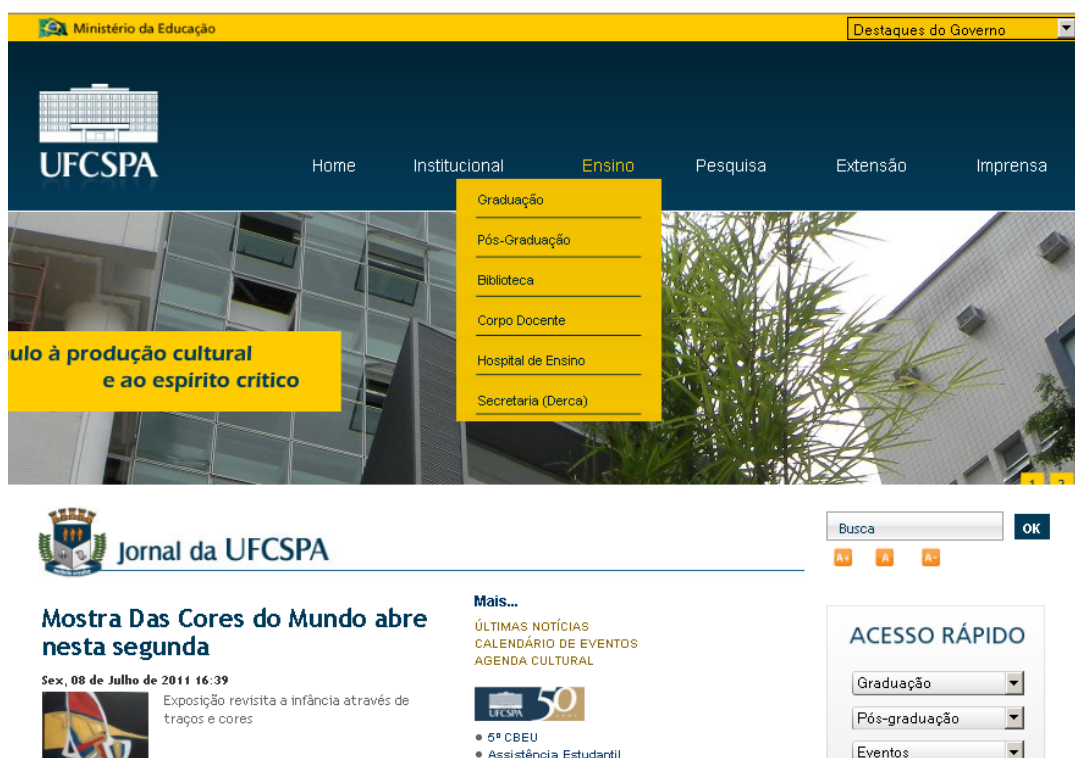 Ministério da Educação
Destaques do Governo
UFCSPA
Home
Institucional
Ensino
Pesquisa
Extensão
Imprensa
Graduação
Pós-Graduação
Biblioteca
Corpo Docente
Hospital de Ensino
Secretaria (Derca)
ulo à produção cultural
e ao espírito crítico
1 2
Jornal da UFCSPA
Busca
OK
A+ A A-
Mostra Das Cores do Mundo abre
nesta segunda
Sex, 08 de Julho de 2011 16:39
Exposição revisita a infância através de
traços e cores
Mais...
ÚLTIMAS NOTÍCIAS
CALENDÁRIO DE EVENTOS
AGENDA CULTURAL
UFCSPA 50
5º CBEU
Assistência Estudantil
ACESSO RÁPIDO
Graduação
Pós-graduação
Eventos